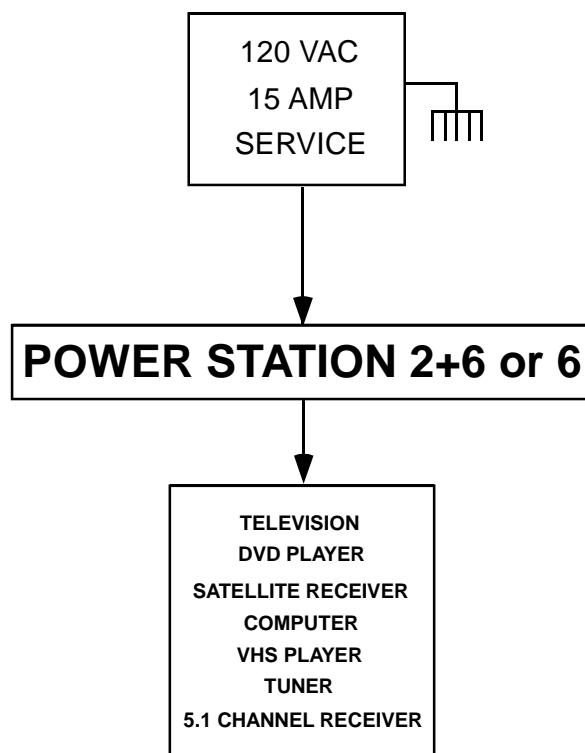 120 VAC
15 AMP
SERVICE
POWER STATION 2+6 or 6
TELEVISION
DVD PLAYER
SATELLITE RECEIVER
COMPUTER
VHS PLAYER
TUNER
5.1 CHANNEL RECEIVER